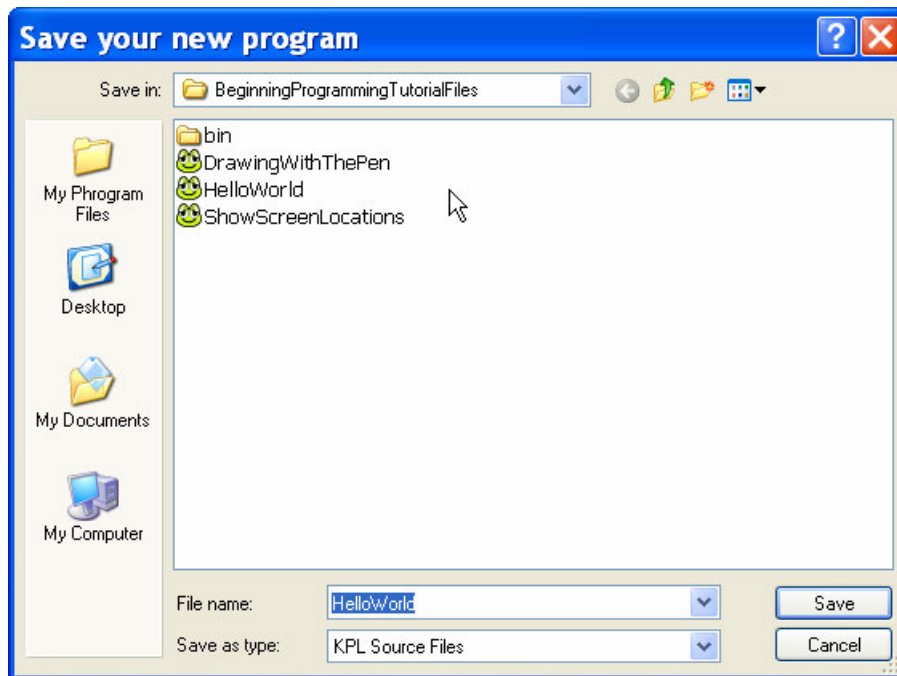 Save your new program
Save in: BeginningProgrammingTutorialFiles
My Phrogram
Files
Desktop
My Documents
My Computer
bin
DrawingWithThePen
HelloWorld
ShowScreenLocations
File name: HelloWorld Save
Save as type: KPL Source Files Cancel